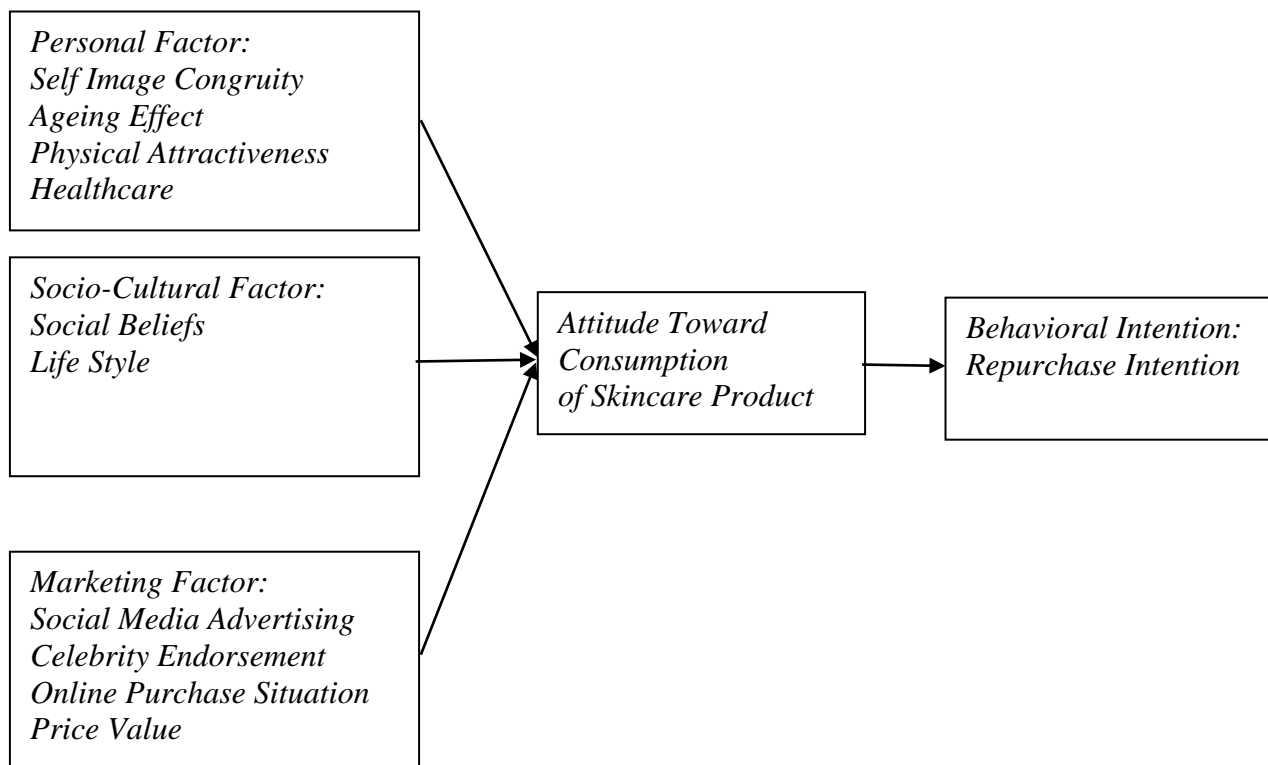 Personal Factor:
Self Image Congruity
Ageing Effect
Physical Attractiveness
Healthcare
Socio-Cultural Factor:
Social Beliefs
Life Style
Marketing Factor:
Social Media Advertising
Celebrity Endorsement
Online Purchase Situation
Price Value
Attitude Toward
Consumption
of Skincare Product
Behavioral Intention:
Repurchase Intention